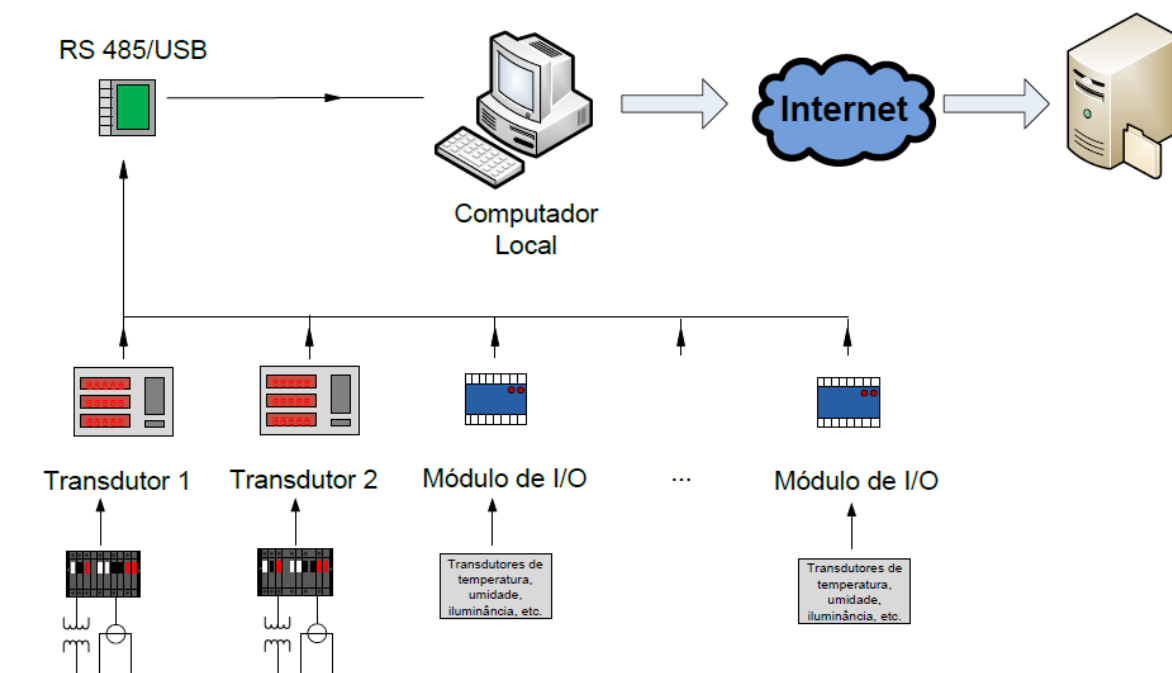 RS 485/USB
Internet
Computador
Local
Transdutor 1
Transdutor 2
Módulo de I/O
...
Módulo de I/O
Transdutores de
temperatura,
umidade,
iluminância, etc.
Transdutores de
temperatura,
umidade,
iluminância, etc.